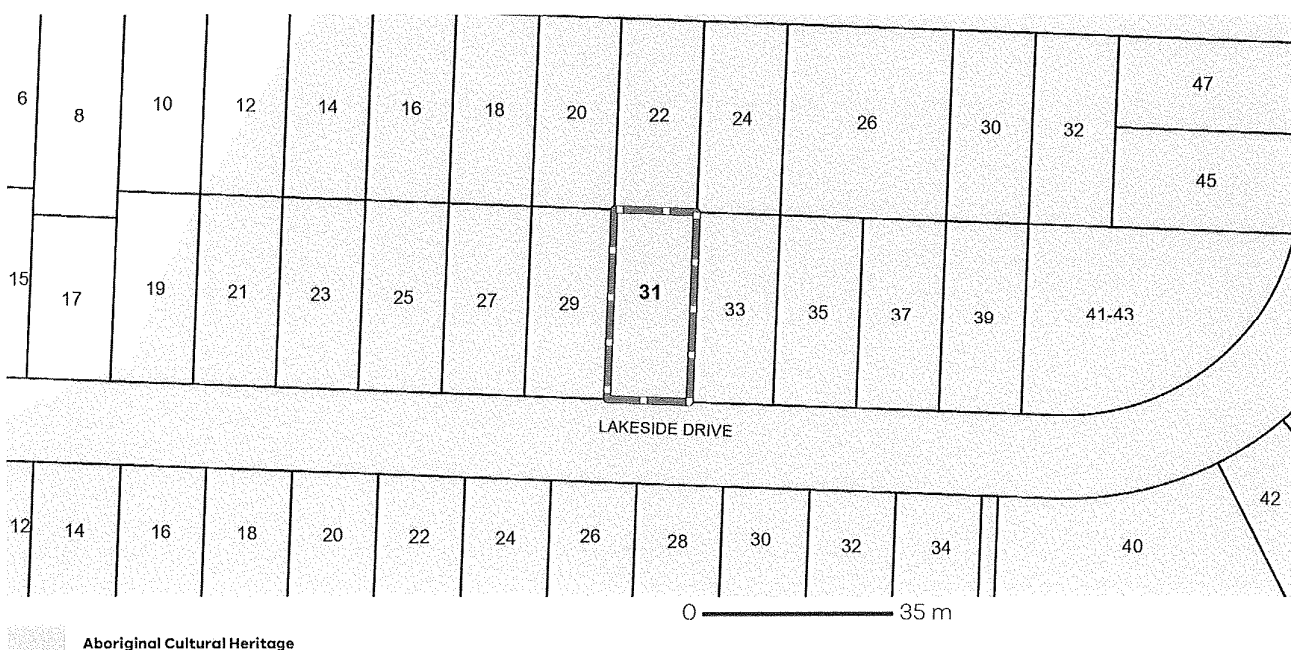 6 8 10 12 14 16 18 20 22 24 26 30 32 47
45
15 17 19 21 23 25 27 29 31 33 35 37 39 41-43
LAKESIDE DRIVE
12 14 16 18 20 22 24 26 28 30 32 34 40 42
0 35 m
Aboriginal Cultural Heritage